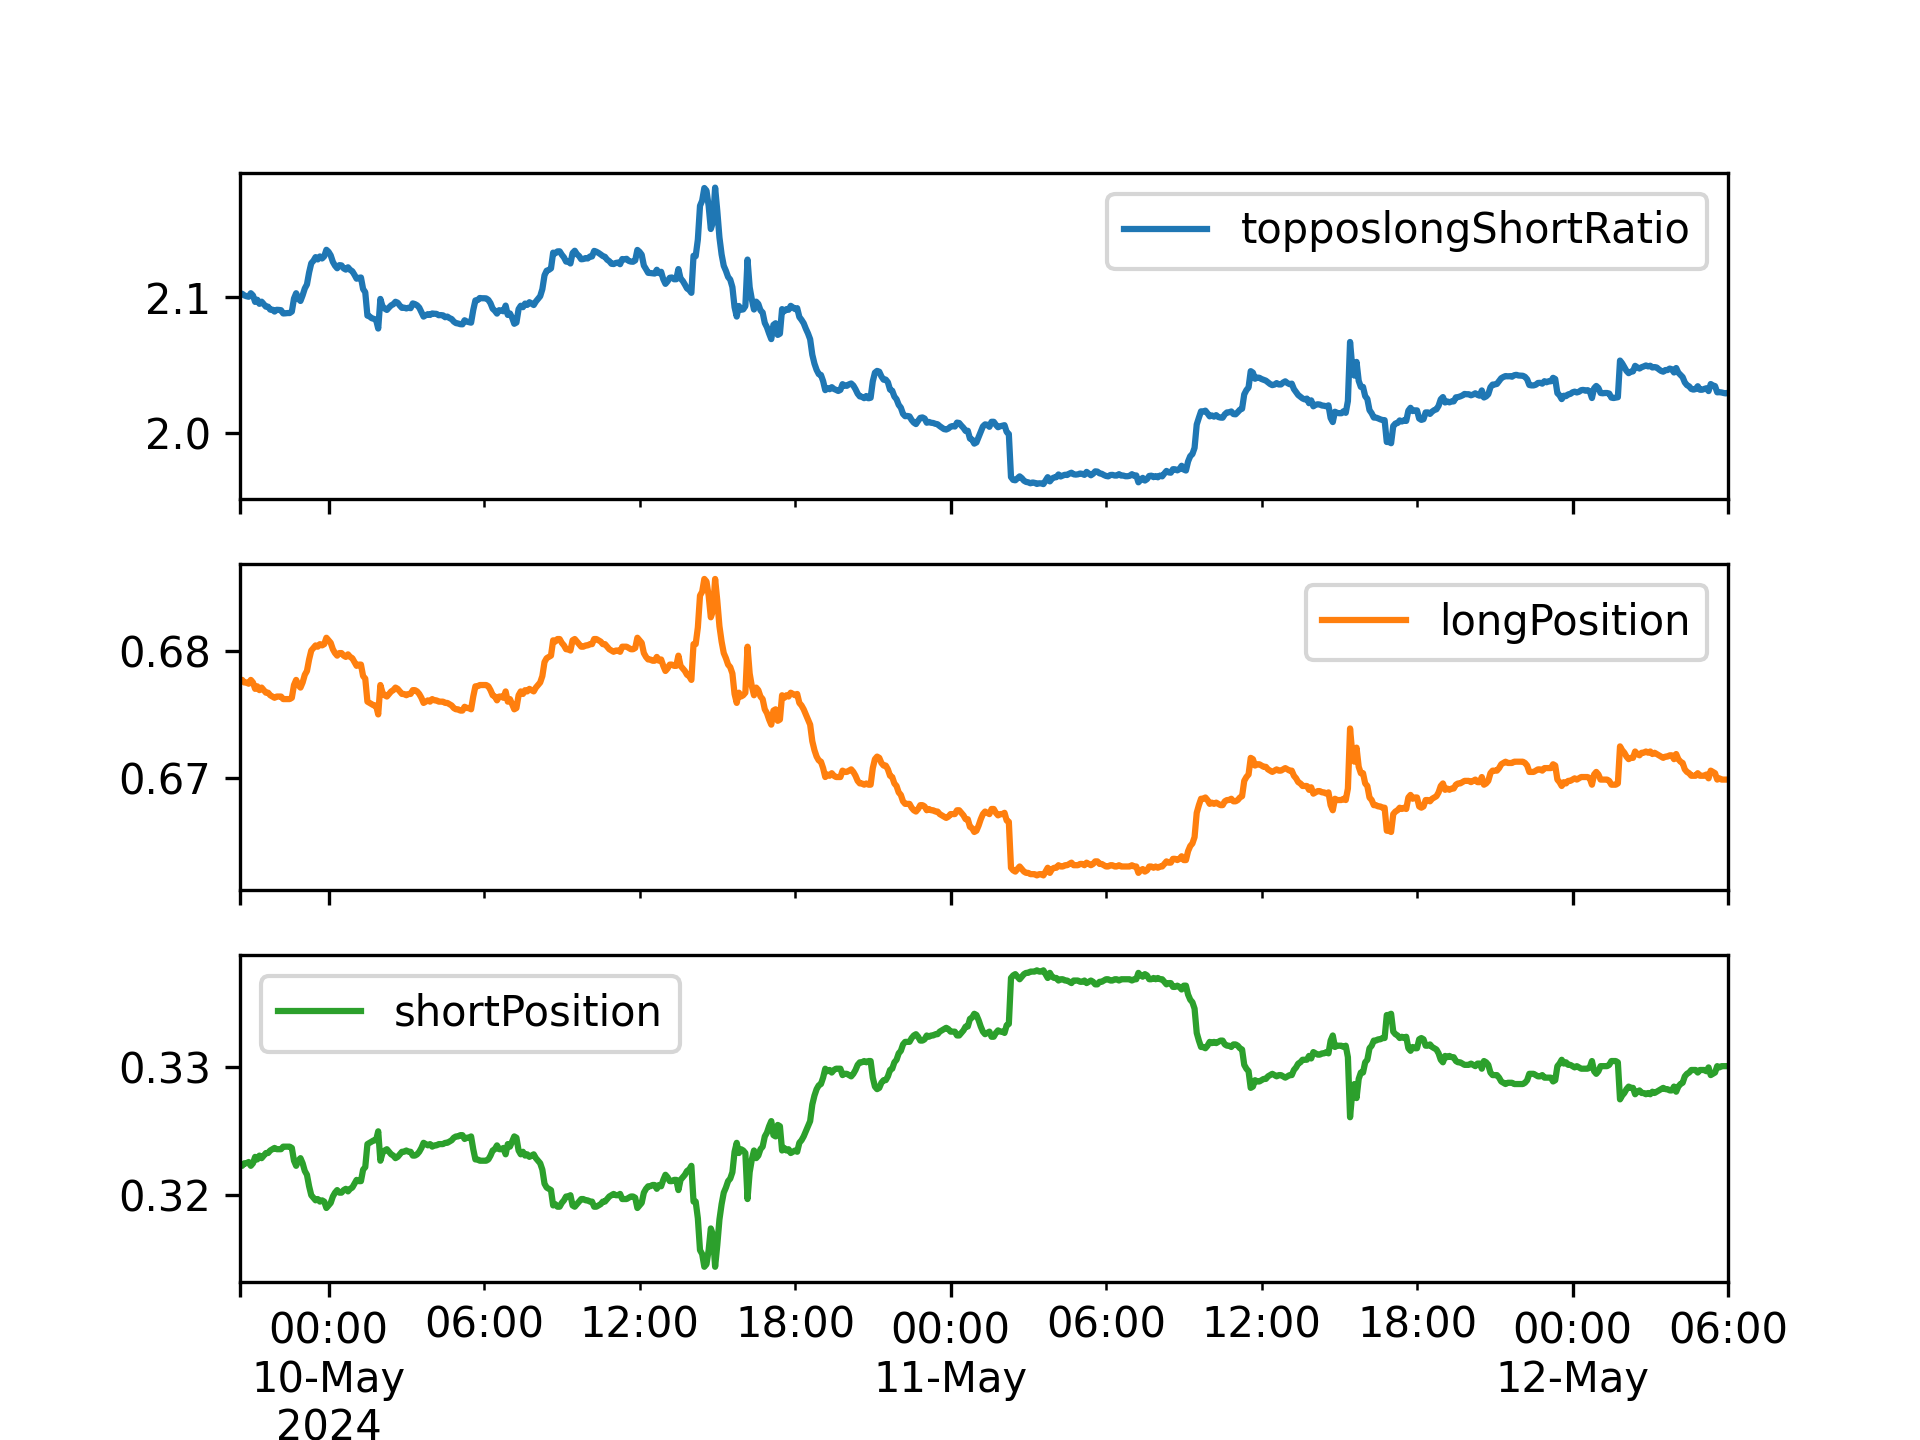 topposlongShortRatio
2.1
2.0
longPosition
0.68
0.67
shortPosition
0.33
0.32
00:00 06:00 12:00 18:00 00:00 06:00 12:00 18:00 00:00 06:00
10-May 11-May 12-May
2024